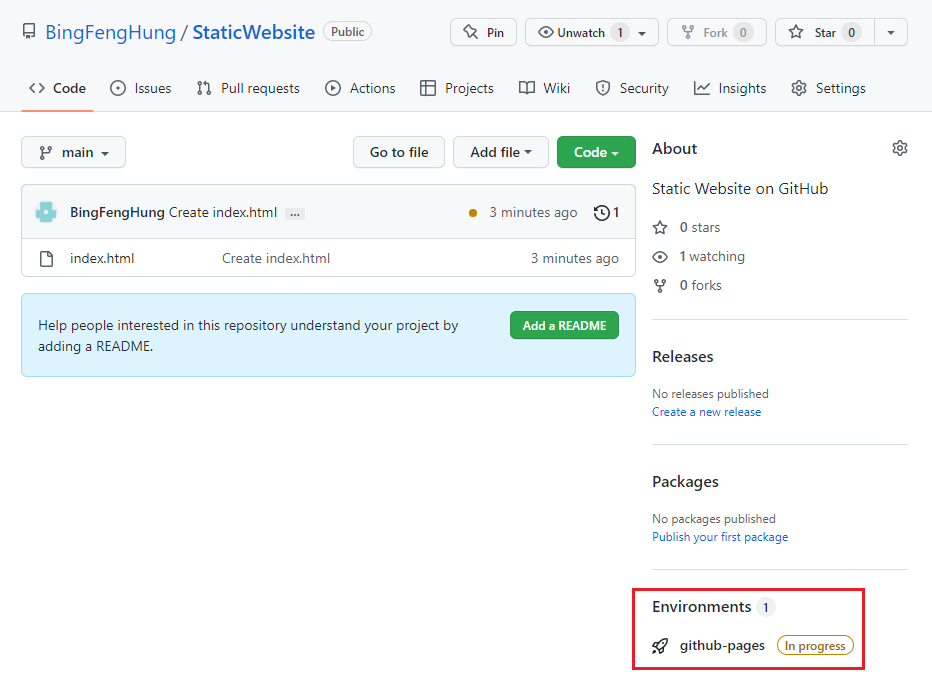 BingFengHung / StaticWebsite Public
Pin Unwatch 1 Fork 0 Star 0
Code Issues Pull requests Actions Projects Wiki Security Insights Settings
main Go to file Add file Code
BingFengHung Create index.html ... 3 minutes ago 1
index.html Create index.html 3 minutes ago
Help people interested in this repository understand your project by
adding a README.
Add a README
About
Static Website on GitHub
0 stars
1 watching
0 forks
Releases
No releases published
Create a new release
Packages
No packages published
Publish your first package
Environments 1
github-pages In progress